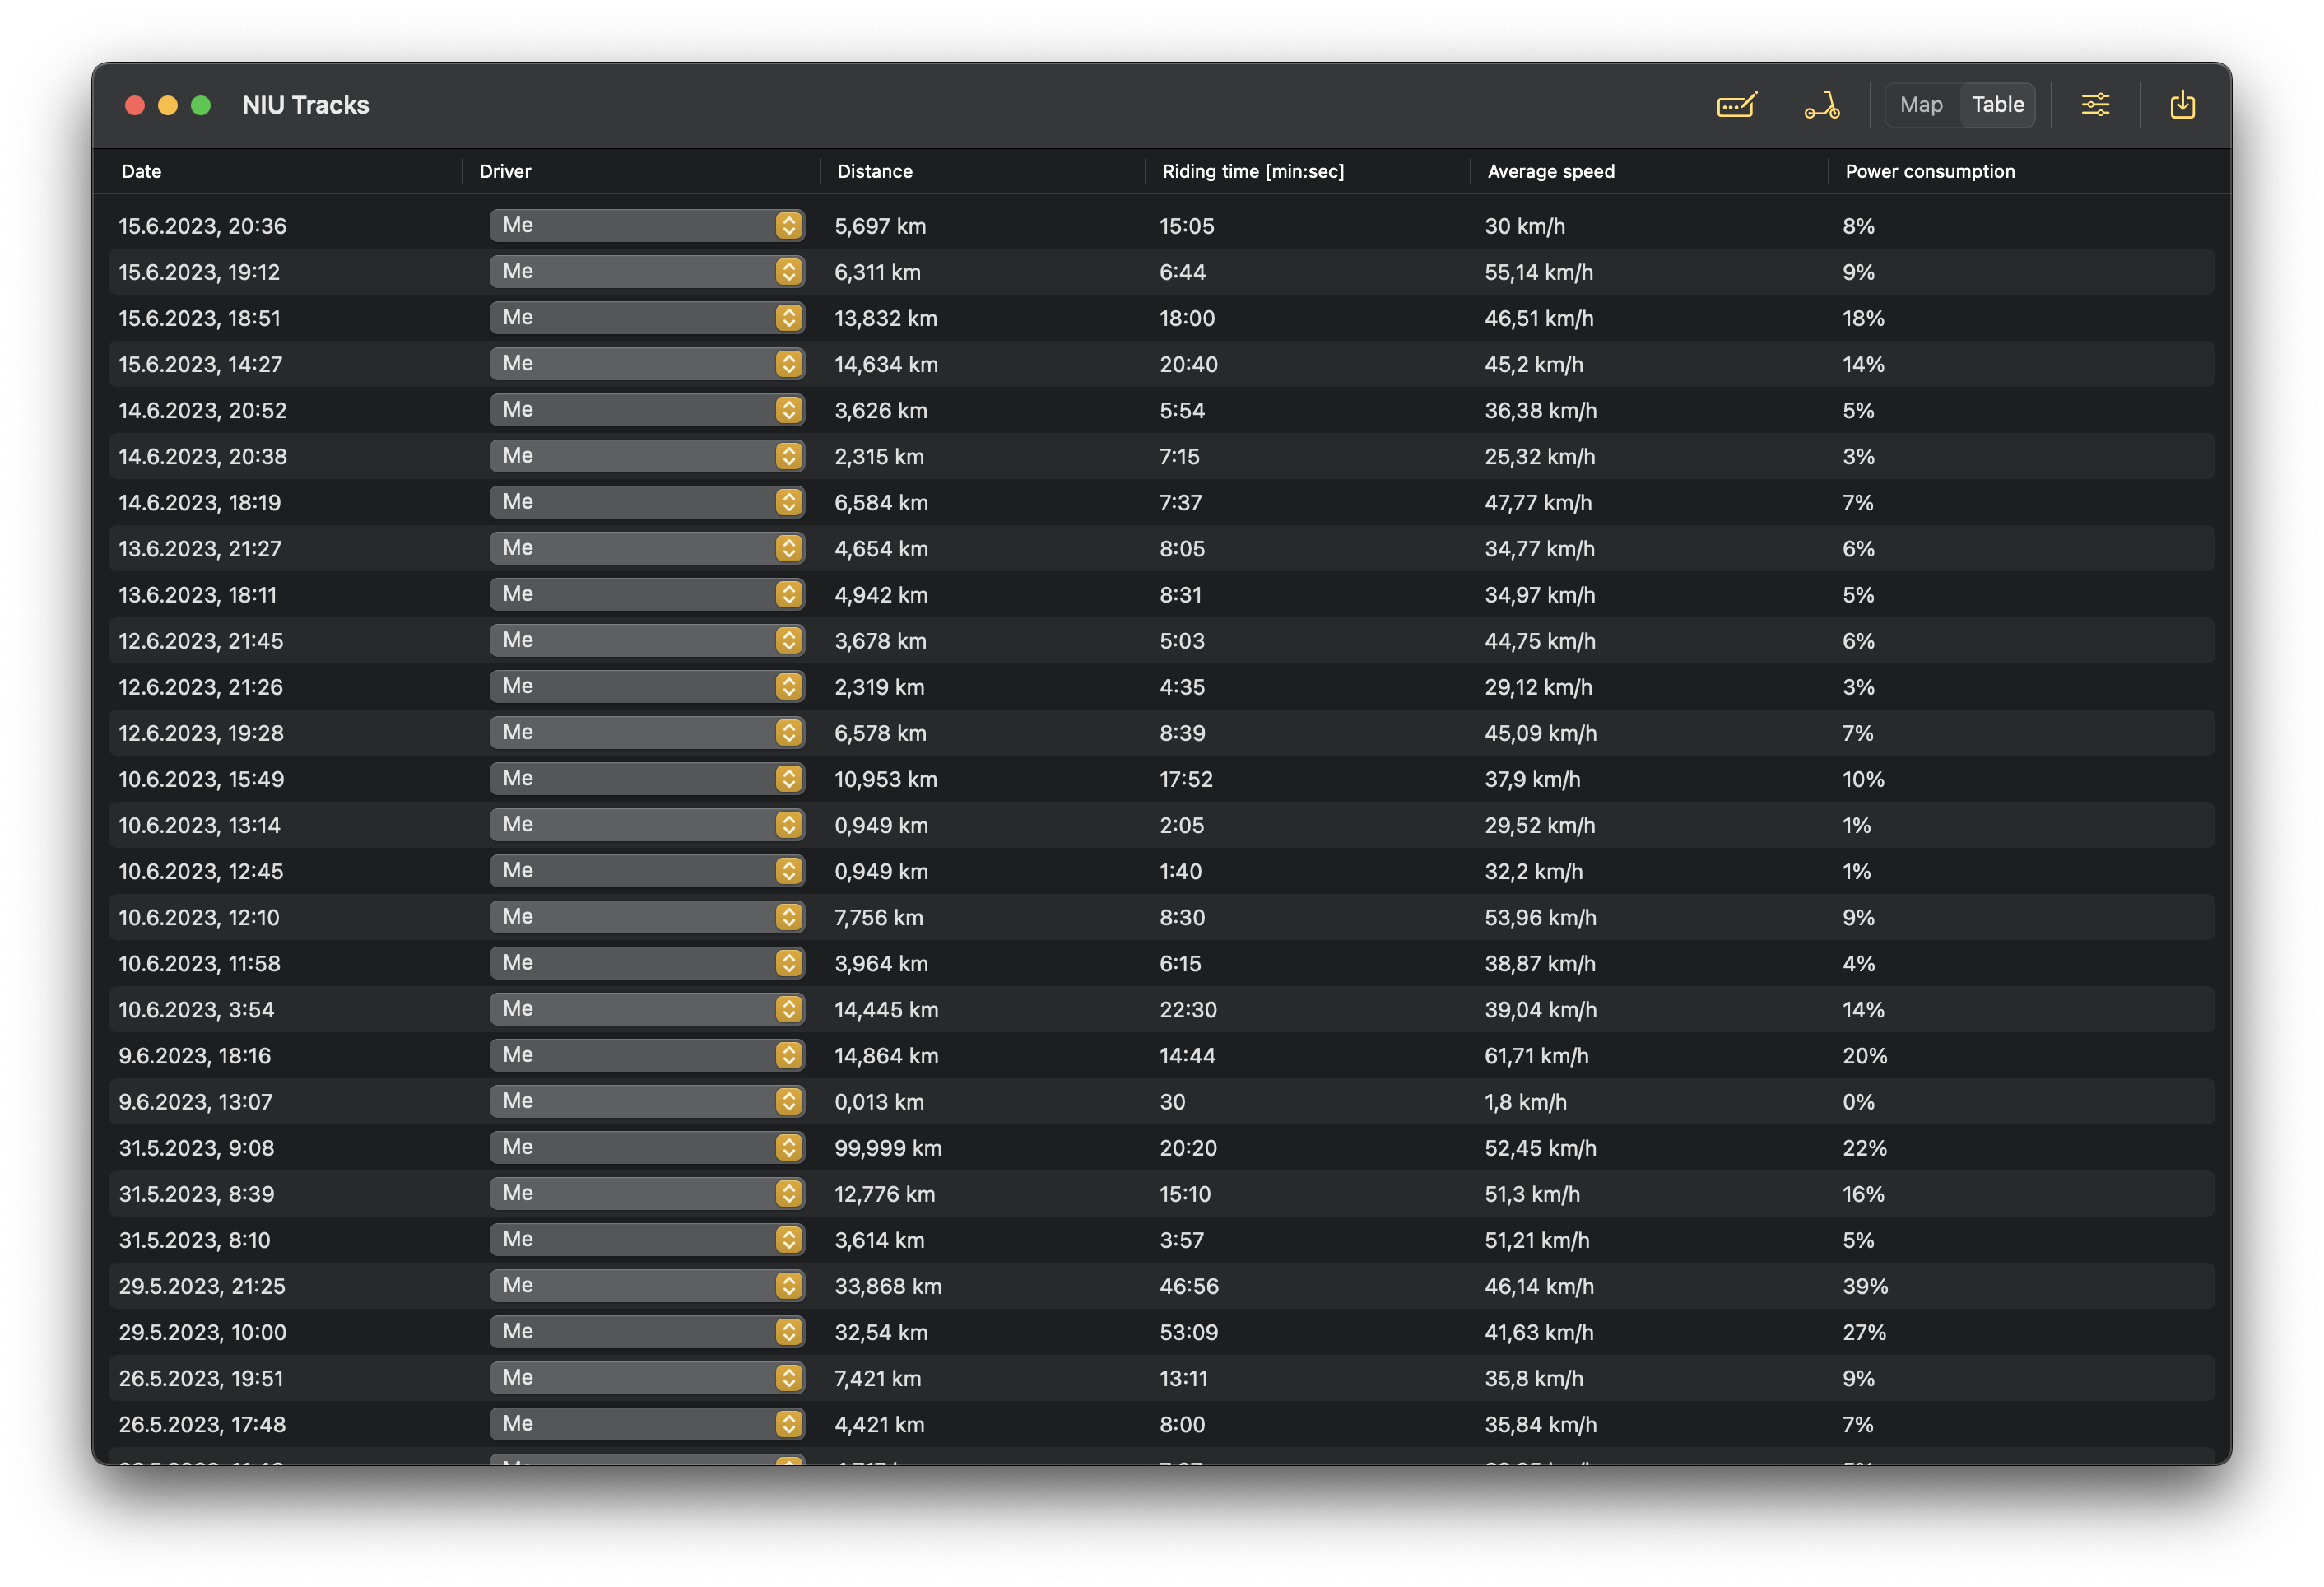 NIU Tracks Map Table
Date Driver Distance Riding time [min:sec] Average speed Power consumption
15.6.2023, 20:36 Me 5,697 km 15:05 30 km/h 8%
15.6.2023, 19:12 Me 6,311 km 6:44 55,14 km/h 9%
15.6.2023, 18:51 Me 13,832 km 18:00 46,51 km/h 18%
15.6.2023, 14:27 Me 14,634 km 20:40 45,2 km/h 14%
14.6.2023, 20:52 Me 3,626 km 5:54 36,38 km/h 5%
14.6.2023, 20:38 Me 2,315 km 7:15 25,32 km/h 3%
14.6.2023, 18:19 Me 6,584 km 7:37 47,77 km/h 7%
13.6.2023, 21:27 Me 4,654 km 8:05 34,77 km/h 6%
13.6.2023, 18:11 Me 4,942 km 8:31 34,97 km/h 5%
12.6.2023, 21:45 Me 3,678 km 5:03 44,75 km/h 6%
12.6.2023, 21:26 Me 2,319 km 4:35 29,12 km/h 3%
12.6.2023, 19:28 Me 6,578 km 8:39 45,09 km/h 7%
10.6.2023, 15:49 Me 10,953 km 17:52 37,9 km/h 10%
10.6.2023, 13:14 Me 0,949 km 2:05 29,52 km/h 1%
10.6.2023, 12:45 Me 0,949 km 1:40 32,2 km/h 1%
10.6.2023, 12:10 Me 7,756 km 8:30 53,96 km/h 9%
10.6.2023, 11:58 Me 3,964 km 6:15 38,87 km/h 4%
10.6.2023, 3:54 Me 14,445 km 22:30 39,04 km/h 14%
9.6.2023, 18:16 Me 14,864 km 14:44 61,71 km/h 20%
9.6.2023, 13:07 Me 0,013 km 30 1,8 km/h 0%
31.5.2023, 9:08 Me 99,999 km 20:20 52,45 km/h 22%
31.5.2023, 8:39 Me 12,776 km 15:10 51,3 km/h 16%
31.5.2023, 8:10 Me 3,614 km 3:57 51,21 km/h 5%
29.5.2023, 21:25 Me 33,868 km 46:56 46,14 km/h 39%
29.5.2023, 10:00 Me 32,54 km 53:09 41,63 km/h 27%
26.5.2023, 19:51 Me 7,421 km 13:11 35,8 km/h 9%
26.5.2023, 17:48 Me 4,421 km 8:00 35,84 km/h 7%